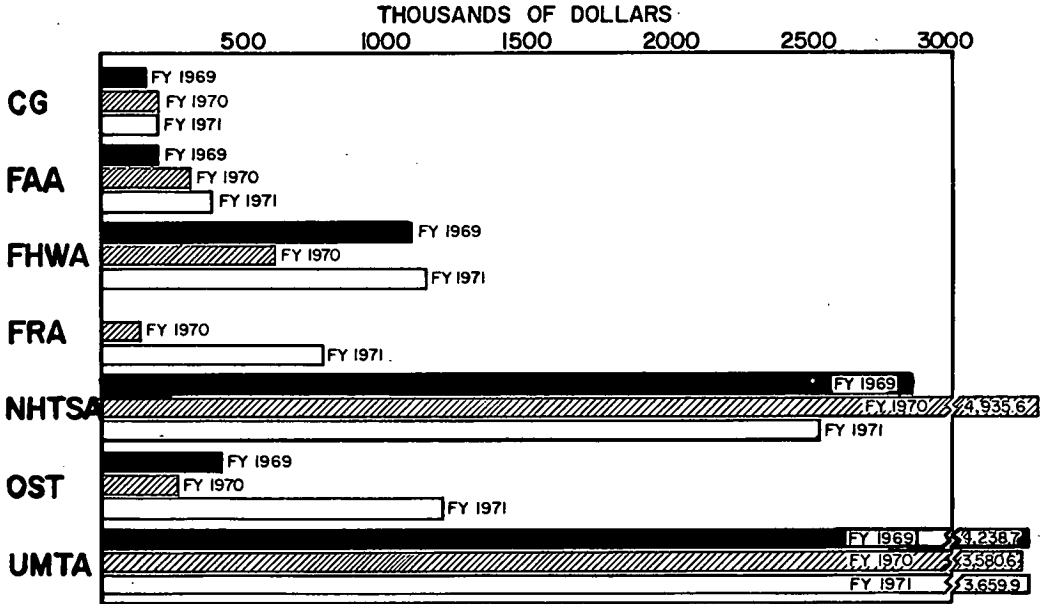 THOUSANDS OF DOLLARS
500 1000 1500 2000 2500 3000
CG
FY 1969
FY 1970
FY 1971
FAA
FY 1969
FY 1970
FY 1971
FHWA
FY 1969
FY 1970
FY 1971
FRA
FY 1970
FY 1971
NHTSA
FY 1969
FY 1970 4,935.6
FY 1971
OST
FY 1969
FY 1970
FY 1971
UMTA
FY 1969 4,238.7
FY 1970 3,580.6
FY 1971 3,659.9